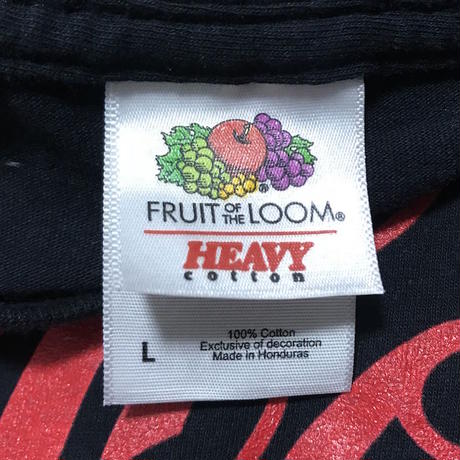 FRUIT OF THE LOOM®
HEAVY
cotton
L
100% Cotton
Exclusive of decoration
Made in Honduras